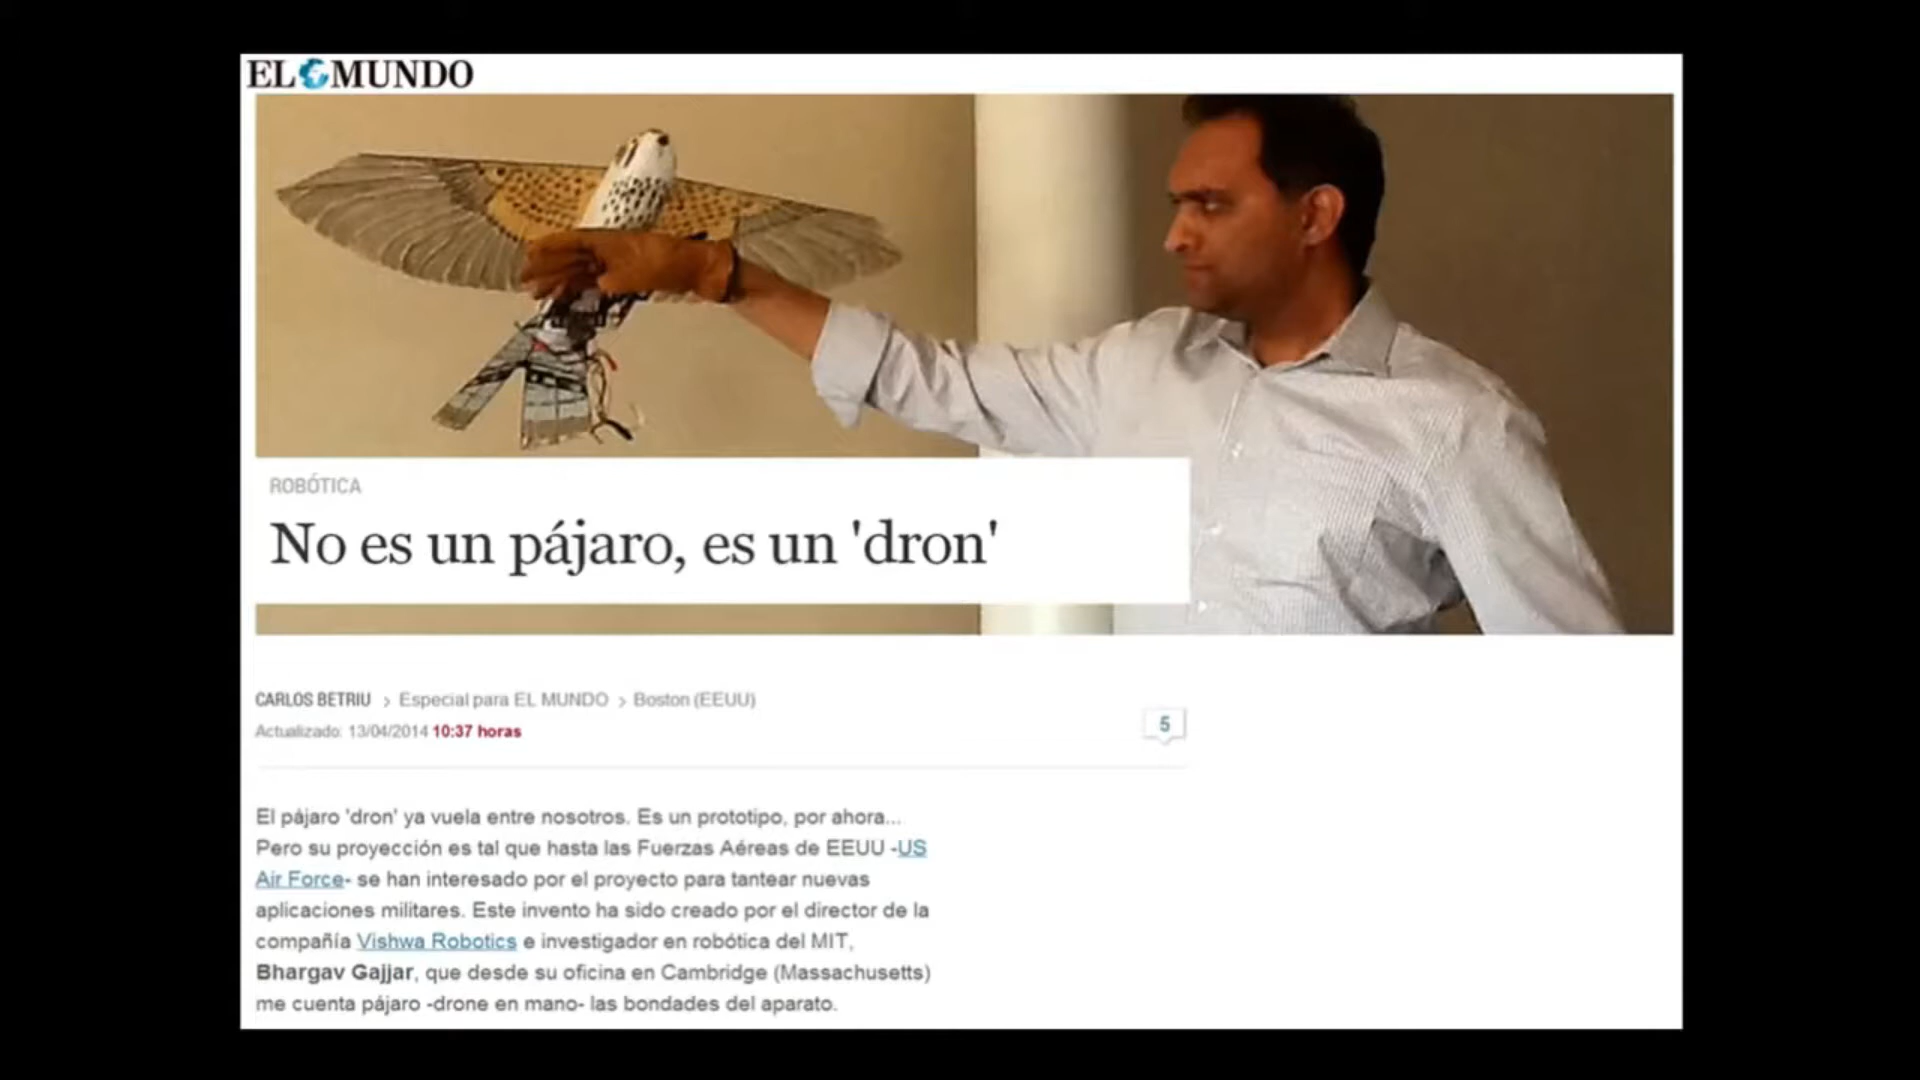 EL MUNDO
ROBÓTICA
No es un pájaro, es un 'dron'
CARLOS BETRIU > Especial para EL MUNDO > Boston (EEUU)
Actualizado: 13/04/2014 10:37 horas
5
El pájaro 'dron' ya vuela entre nosotros. Es un prototipo, por ahora...
Pero su proyección es tal que hasta las Fuerzas Aéreas de EEUU -US
Air Force- se han interesado por el proyecto para tantear nuevas
aplicaciones militares. Este invento ha sido creado por el director de la
compañía Vishwa Robotics e investigador en robótica del MIT,
Bhargav Gajjar, que desde su oficina en Cambridge (Massachusetts)
me cuenta pájaro -drone en mano- las bondades del aparato.